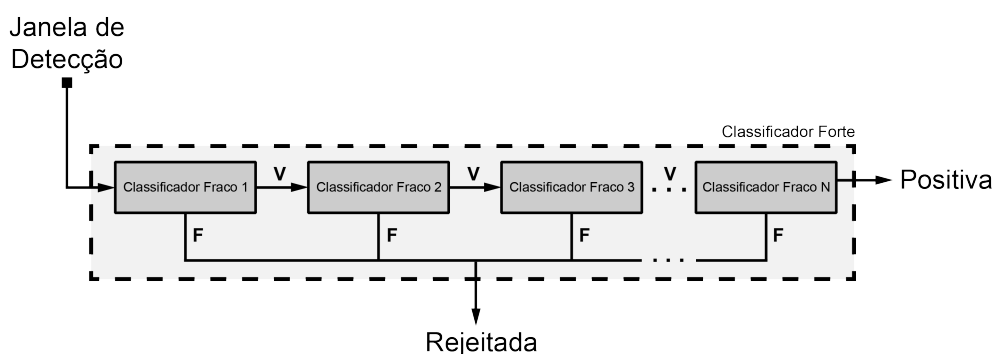 Janela de
Detecção
Classificador Forte
Classificador Fraco 1
V
Classificador Fraco 2
V
Classificador Fraco 3
V
. . .
Classificador Fraco N
Positiva
F
F
F
. . .
F
Rejeitada